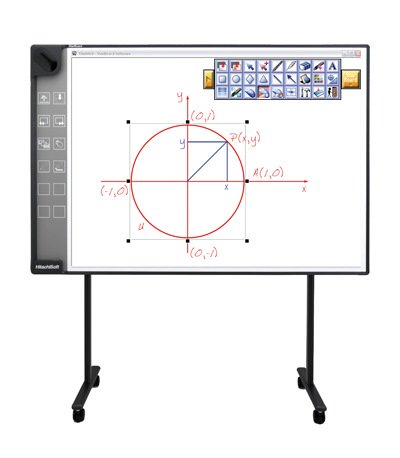 y
(0,1)
P(x,y)
y
A(1,0)
(-1,0)
x
x
u
(0,-1)
HitachiSoft